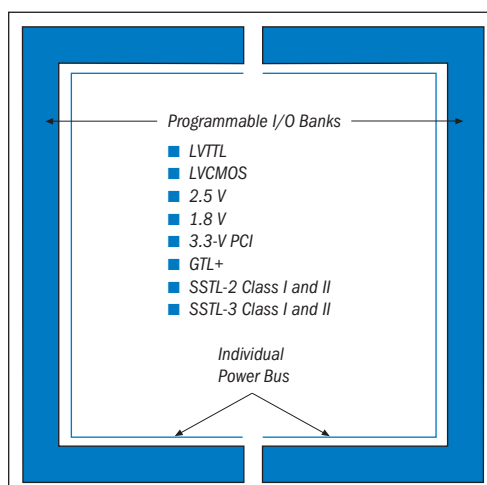 Programmable I/O Banks
LVTTL
LVCMOS
2.5 V
1.8 V
3.3-V PCI
GTL+
SSTL-2 Class I and II
SSTL-3 Class I and II
Individual
Power Bus